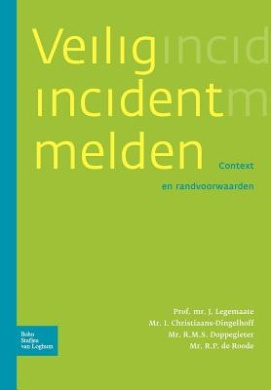 Veilig incid
incident m
melden
Context
en randvoorwaarden
Prof. mr. J. Legemaate
Mr. I. Christiaans-Dingelhoff
Mr. R.M.S. Doppegieter
Mr. R.P. de Roode
Bohn
Stafleu
van Loghum